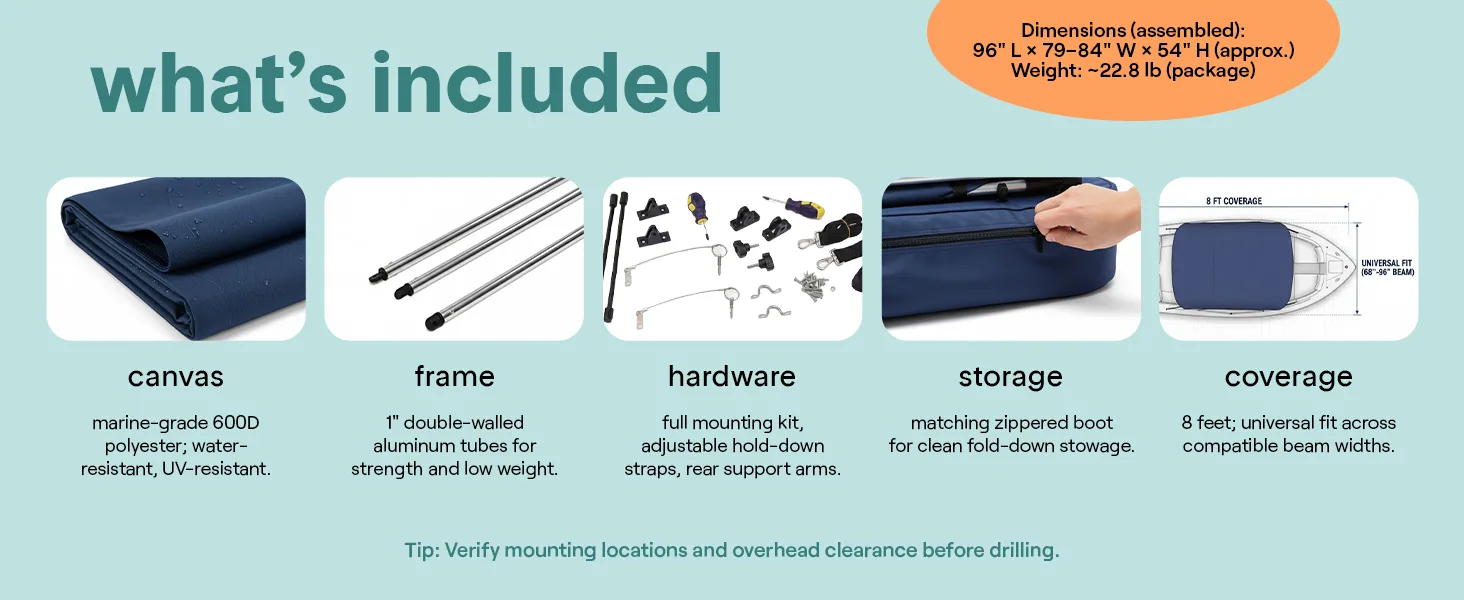 what's included
Dimensions (assembled):
96" L × 79–84" W × 54" H (approx.)
Weight: ~22.8 lb (package)
8 FT COVERAGE
UNIVERSAL FIT
(68"-96" BEAM)
canvas
marine-grade 600D
polyester; water-
resistant, UV-resistant.
frame
1" double-walled
aluminum tubes for
strength and low weight.
hardware
full mounting kit,
adjustable hold-down
straps, rear support arms.
storage
matching zippered boot
for clean fold-down stowage.
coverage
8 feet; universal fit across
compatible beam widths.
Tip: Verify mounting locations and overhead clearance before drilling.